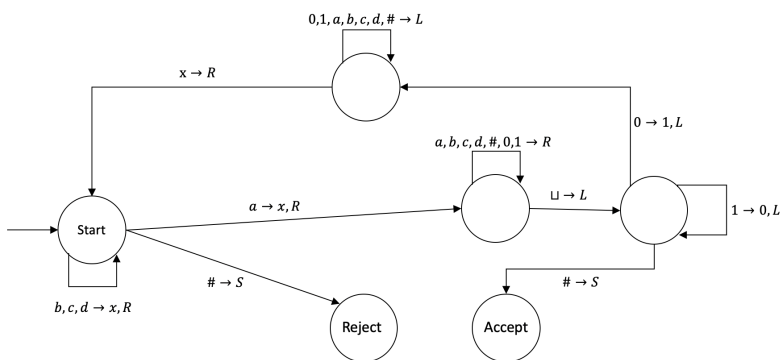 0,1,a,b,c,d,# → L
x → R
0 → 1,L
a,b,c,d,#,0,1 → R
a → x,R
⊔ → L
1 → 0,L
Start
# → S
# → S
b,c,d → x,R
Reject
Accept